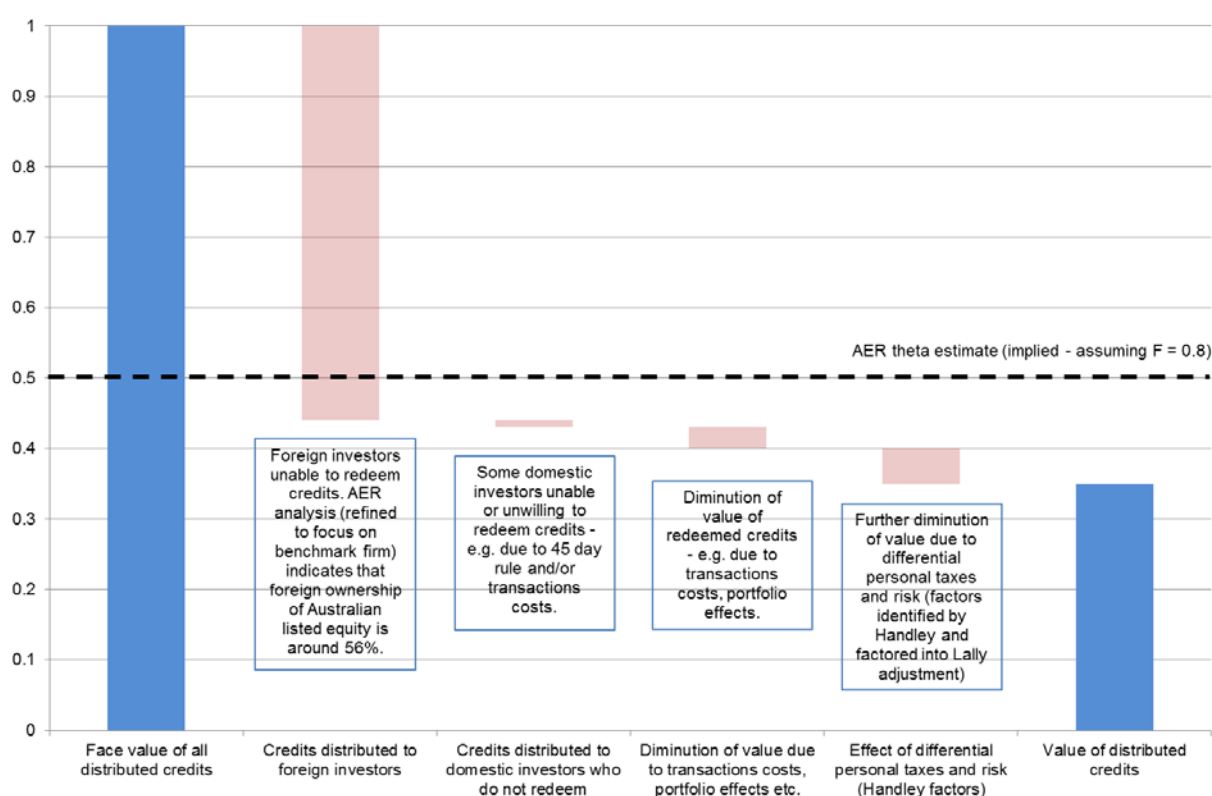 1
0.9
0.8
0.7
0.6
AER theta estimate (implied - assuming F = 0.8)
0.5
0.4
0.3
0.2
0.1
0
Foreign investors
unable to redeem
credits. AER
analysis (refined
to focus on
benchmark firm)
indicates that
foreign ownership
of Australian
listed equity is
around 56%.
Some domestic
investors unable
or unwilling to
redeem credits -
e.g. due to 45 day
rule and/or
transactions
costs.
Diminution of
value of
redeemed credits
- e.g. due to
transactions
costs, portfolio
effects.
Further diminution
of value due to
differential
personal taxes
and risk (factors
identified by
Handley and
factored into Lally
adjustment)
Face value of all
distributed credits
Credits distributed to
foreign investors
Credits distributed to
domestic investors who
do not redeem
Diminution of value due
to transactions costs,
portfolio effects etc.
Effect of differential
personal taxes and risk
(Handley factors)
Value of distributed
credits